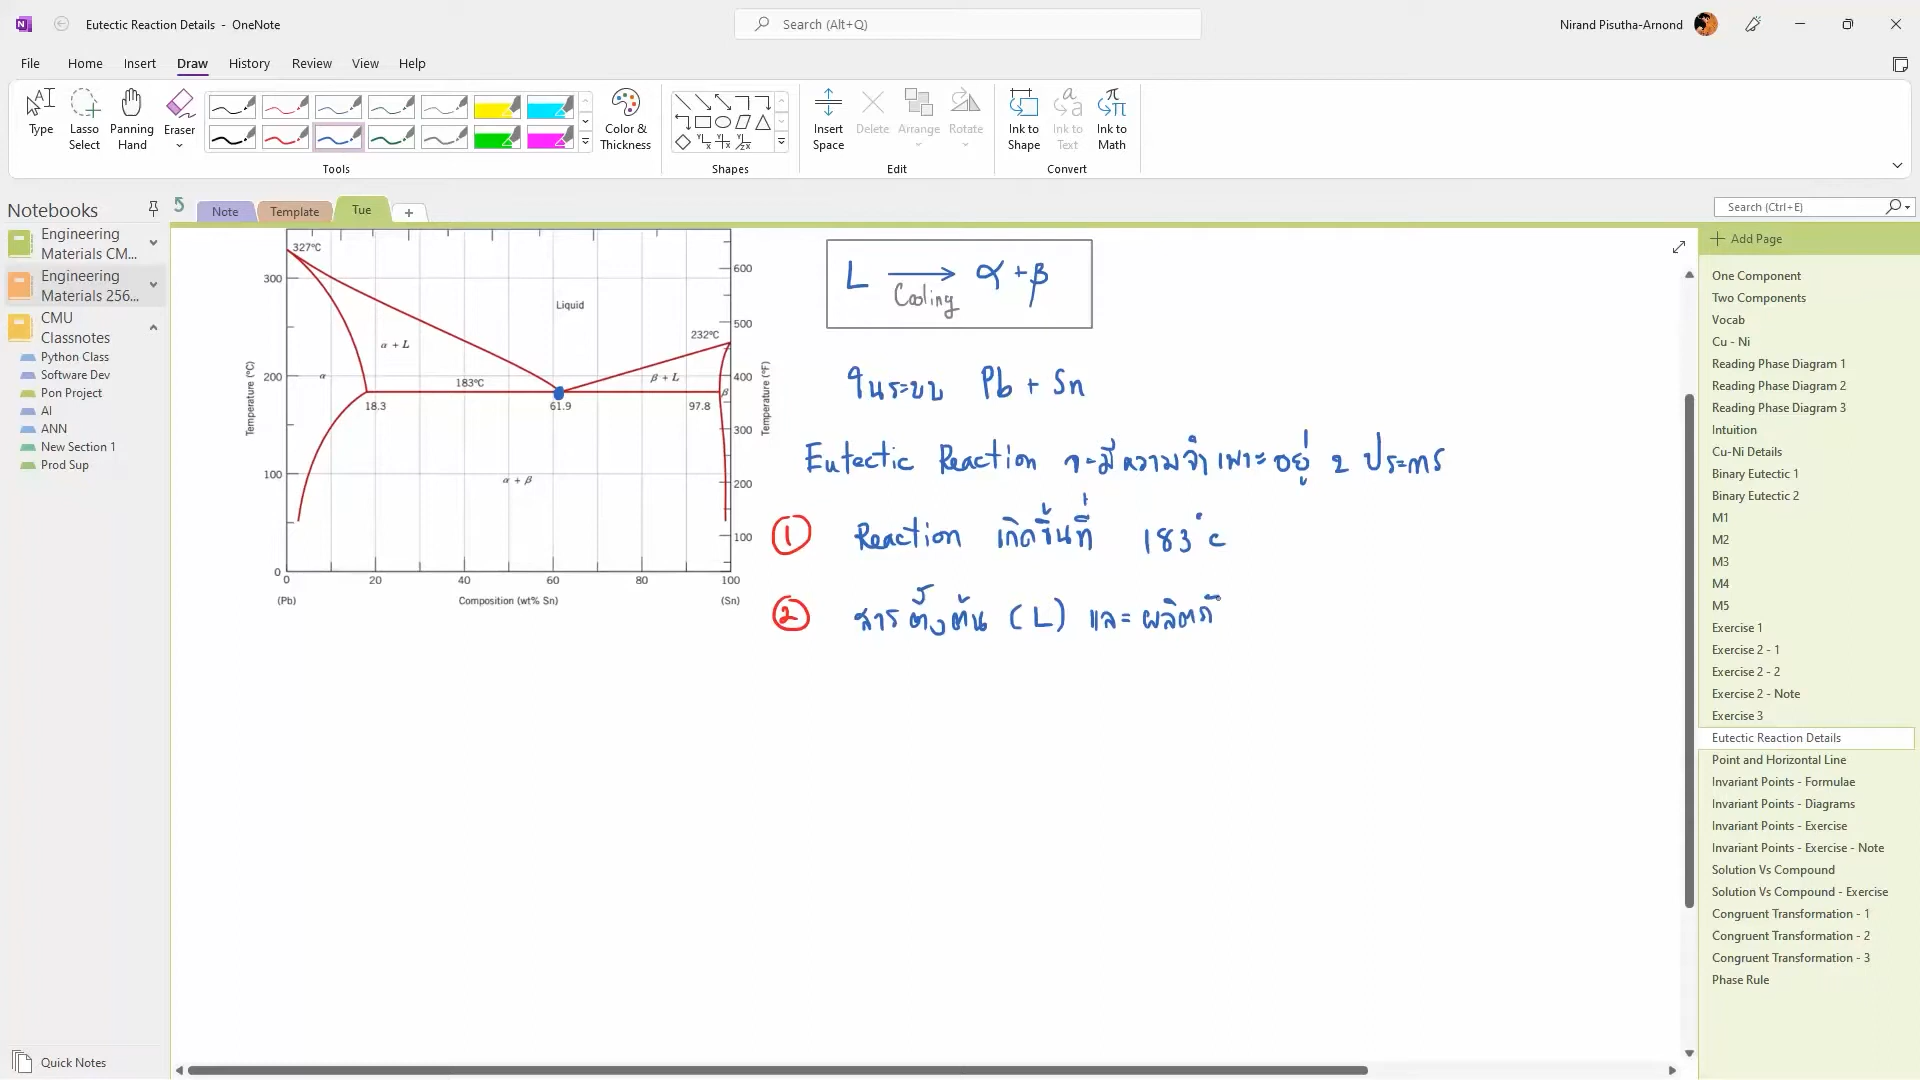 Eutectic Reaction Details - OneNote
Search (Alt+Q)
Nirand Pisutha-Arnond
File Home Insert Draw History Review View Help
Type
Lasso Select
Panning Hand
Eraser
Color & Thickness
Insert Space
Delete
Arrange
Rotate
Ink to Shape
Ink to Text
Ink to Math
Tools Shapes Edit Convert
Notebooks
Engineering Materials CM...
Engineering Materials 256...
CMU Classnotes
Python Class
Software Dev
Pon Project
AI
ANN
New Section 1
Prod Sup
Quick Notes
Note Template Tue +
Search (Ctrl+E)
327°C
300
200
100
0
Temperature (°C)
Liquid
α + L
α
183°C
18.3
61.9
97.8
232°C
β + L
β
α + β
600
500
400
300
200
100
Temperature (°F)
0 20 40 60 80 100
(Pb) Composition (wt% Sn) (Sn)
L → α + β
Cooling
ในระบบ Pb + Sn
Eutectic Reaction จะมีความจำเพาะอยู่ 2 ประการ
① Reaction เกิดขึ้นที่ 183°C
② สารตั้งต้น (L) และ ผลิตภั
Add Page
One Component
Two Components
Vocab
Cu - Ni
Reading Phase Diagram 1
Reading Phase Diagram 2
Reading Phase Diagram 3
Intuition
Cu-Ni Details
Binary Eutectic 1
Binary Eutectic 2
M1
M2
M3
M4
M5
Exercise 1
Exercise 2 - 1
Exercise 2 - 2
Exercise 2 - Note
Exercise 3
Eutectic Reaction Details
Point and Horizontal Line
Invariant Points - Formulae
Invariant Points - Diagrams
Invariant Points - Exercise
Invariant Points - Exercise - Note
Solution Vs Compound
Solution Vs Compound - Exercise
Congruent Transformation - 1
Congruent Transformation - 2
Congruent Transformation - 3
Phase Rule